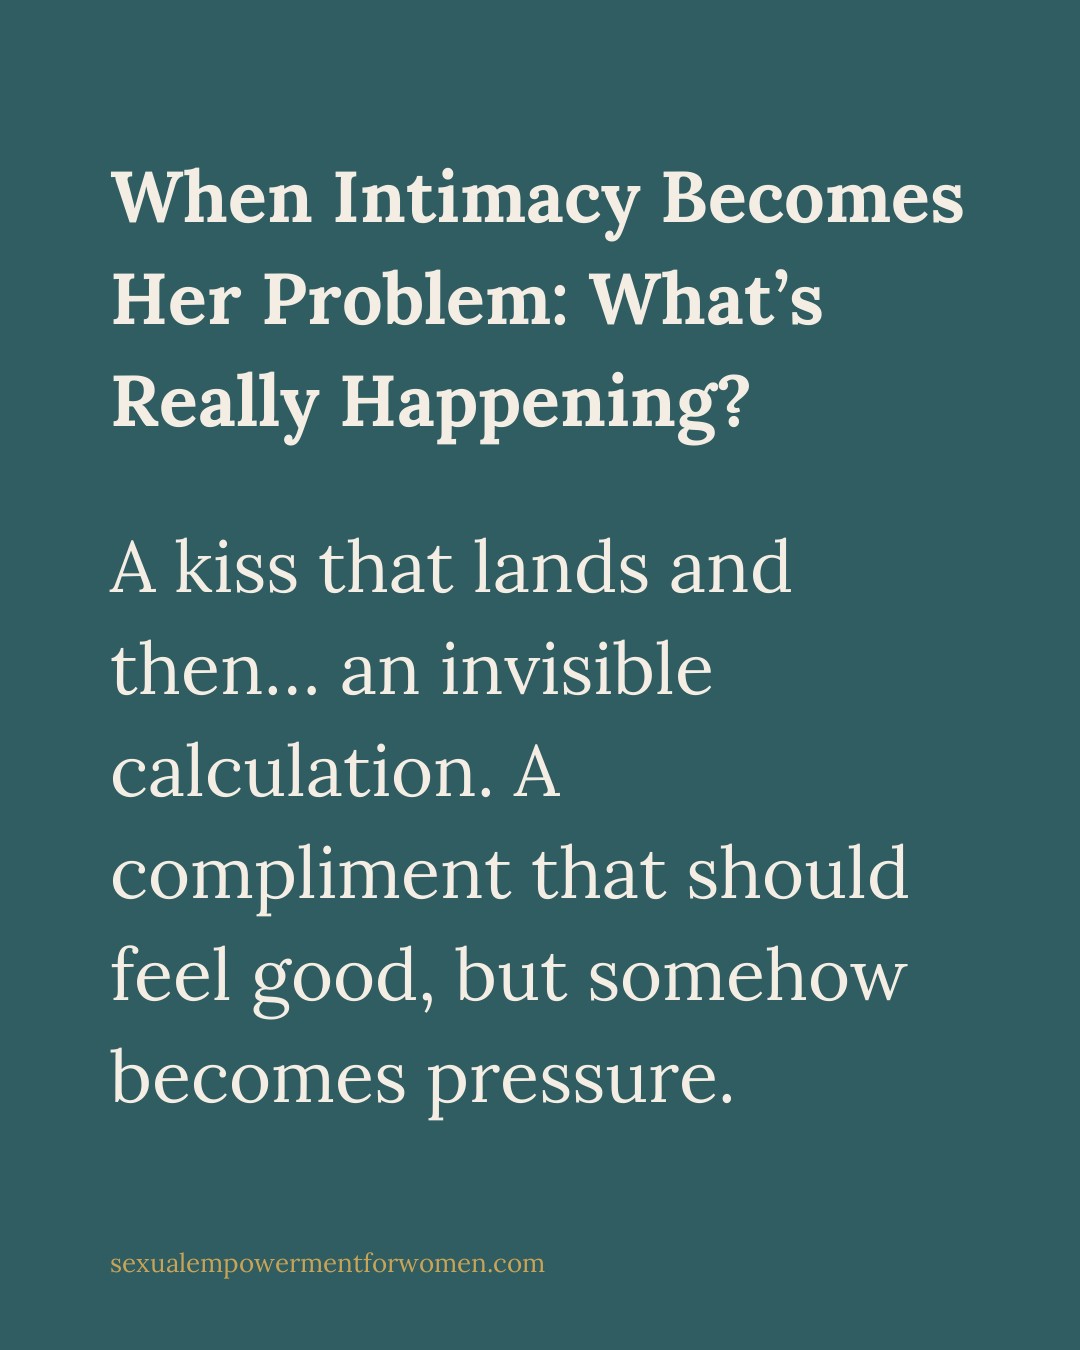 When Intimacy Becomes
Her Problem: What’s
Really Happening?
A kiss that lands and
then… an invisible
calculation. A
compliment that should
feel good, but somehow
becomes pressure.
sexualempowermentforwomen.com